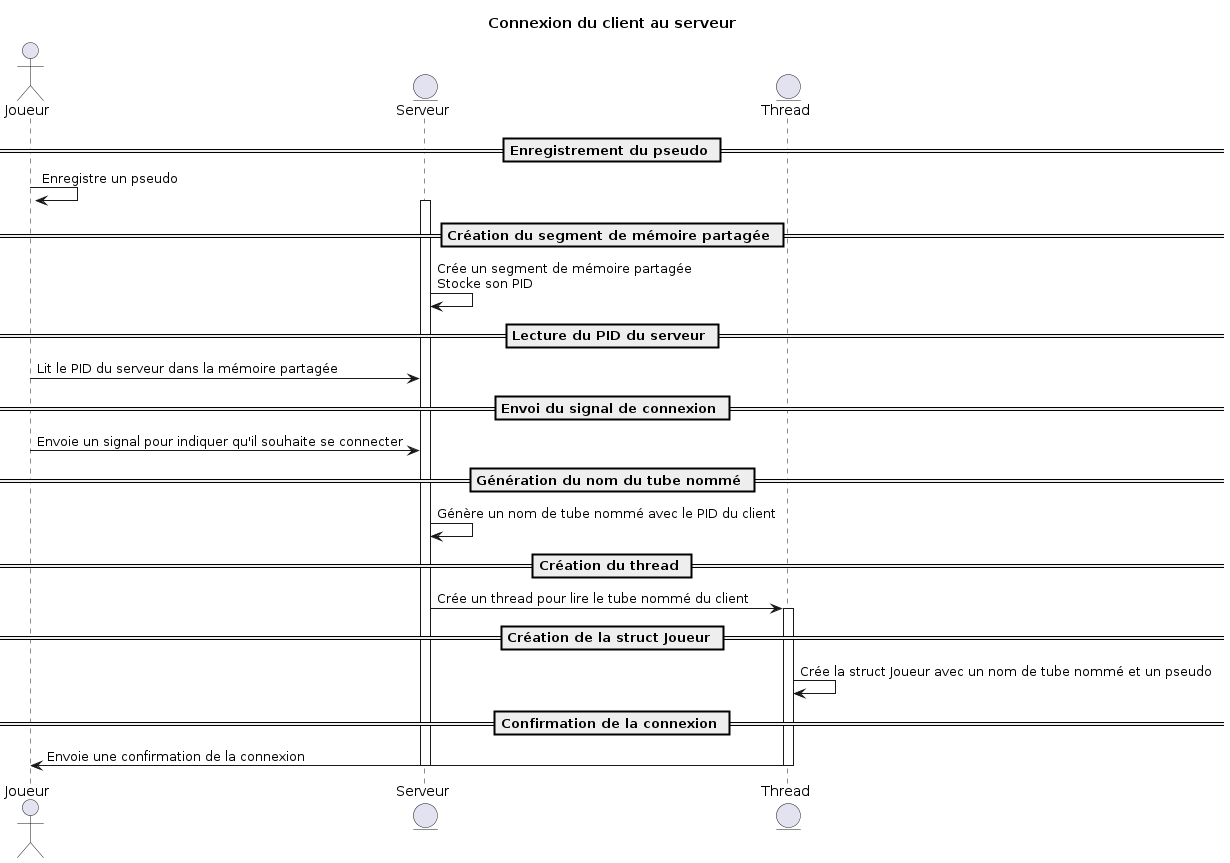 Connexion du client au serveur
Joueur
Serveur
Thread
Enregistrement du pseudo
Enregistre un pseudo
Création du segment de mémoire partagée
Crée un segment de mémoire partagée
Stocke son PID
Lecture du PID du serveur
Lit le PID du serveur dans la mémoire partagée
Envoi du signal de connexion
Envoie un signal pour indiquer qu'il souhaite se connecter
Génération du nom du tube nommé
Génère un nom de tube nommé avec le PID du client
Création du thread
Crée un thread pour lire le tube nommé du client
Création de la struct Joueur
Crée la struct Joueur avec un nom de tube nommé et un pseudo
Confirmation de la connexion
Envoie une confirmation de la connexion
Joueur
Serveur
Thread